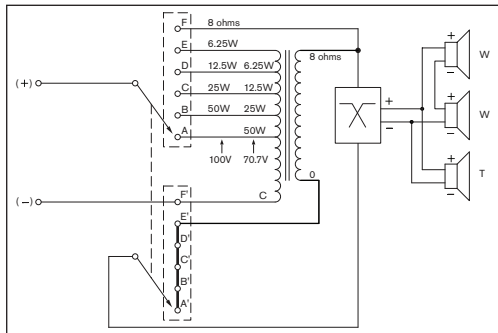 F 8 ohms
E 6.25W 8 ohms
D 12.5W 6.25W W
(+) C 25W 12.5W +
B 50W 25W − W
A 50W
100V 70.7V T
0
(−) F' C
E'
D'
C'
B'
A'
+
−
+
−
+
−